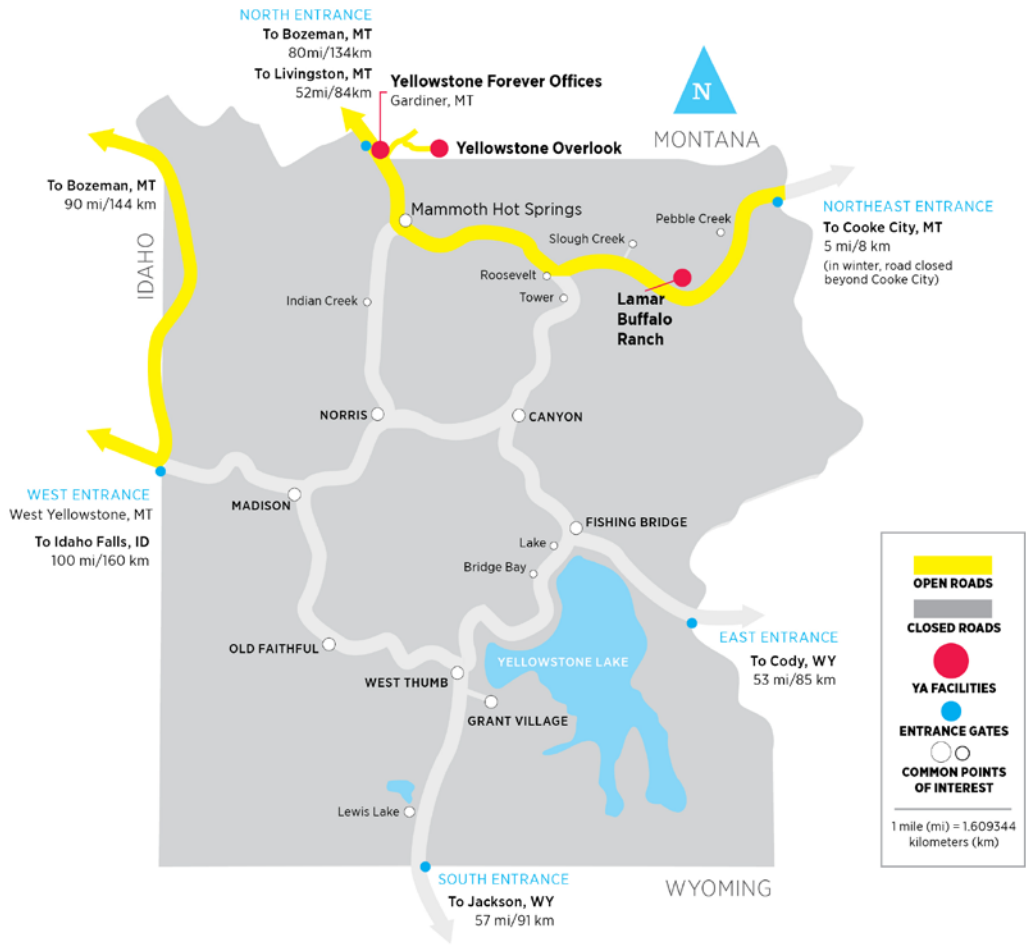 NORTH ENTRANCE
To Bozeman, MT
80mi/134km
To Livingston, MT
52mi/84km
Yellowstone Forever Offices
Gardiner, MT
Yellowstone Overlook
N
MONTANA
To Bozeman, MT
90 mi/144 km
IDAHO
Mammoth Hot Springs
Pebble Creek
Slough Creek
NORTHEAST ENTRANCE
To Cooke City, MT
5 mi/8 km
(in winter, road closed
beyond Cooke City)
Roosevelt
Tower
Indian Creek
Lamar
Buffalo
Ranch
NORRIS
CANYON
WEST ENTRANCE
West Yellowstone, MT
To Idaho Falls, ID
100 mi/160 km
MADISON
FISHING BRIDGE
Lake
Bridge Bay
OLD FAITHFUL
YELLOWSTONE LAKE
EAST ENTRANCE
To Cody, WY
53 mi/85 km
WEST THUMB
GRANT VILLAGE
Lewis Lake
SOUTH ENTRANCE
To Jackson, WY
57 mi/91 km
WYOMING
OPEN ROADS
CLOSED ROADS
YA FACILITIES
ENTRANCE GATES
COMMON POINTS
OF INTEREST
1 mile (mi) = 1.609344
kilometers (km)